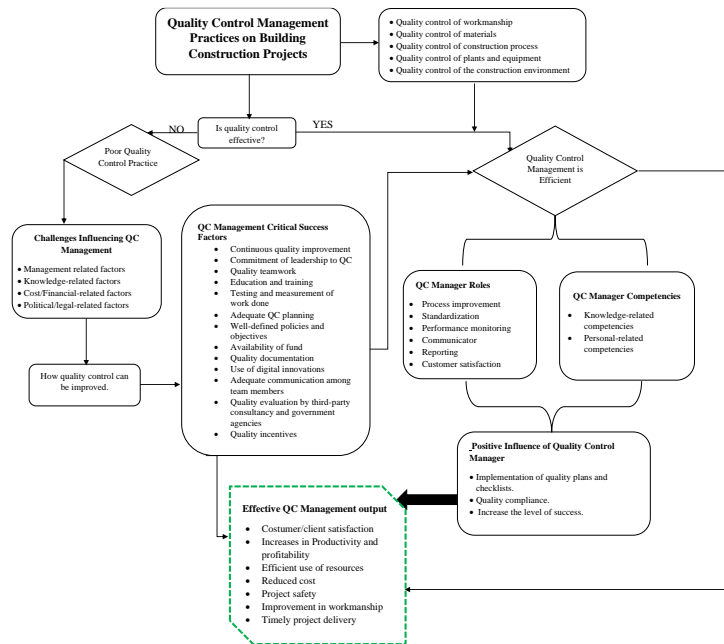 Quality Control Management
Practices on Building
Construction Projects
• Quality control of workmanship
• Quality control of materials
• Quality control of construction process
• Quality control of plants and equipment
• Quality control of the construction environment
NO
Is quality control
effective?
YES
Poor Quality
Control Practice
Quality Control
Management is
Efficient
Challenges Influencing QC
Management
• Management related factors
• Knowledge-related factors
• Cost/Financial-related factors
• Political/legal-related factors
How quality control can
be improved.
QC Management Critical Success
Factors
• Continuous quality improvement
• Commitment of leadership to QC
• Quality teamwork
• Education and training
• Testing and measurement of
work done
• Adequate QC planning
• Well-defined policies and
objectives
• Availability of fund
• Quality documentation
• Use of digital innovations
• Adequate communication among
team members
• Quality evaluation by third-party
consultancy and government
agencies
• Quality incentives
QC Manager Roles
• Process improvement
• Standardization
• Performance monitoring
• Communicator
• Reporting
• Customer satisfaction
QC Manager Competencies
• Knowledge-related
competencies
• Personal-related
competencies
Positive Influence of Quality Control
Manager
• Implementation of quality plans and
checklists.
• Quality compliance.
• Increase the level of success.
Effective QC Management output
• Costumer/client satisfaction
• Increases in Productivity and
profitability
• Efficient use of resources
• Reduced cost
• Project safety
• Improvement in workmanship
• Timely project delivery